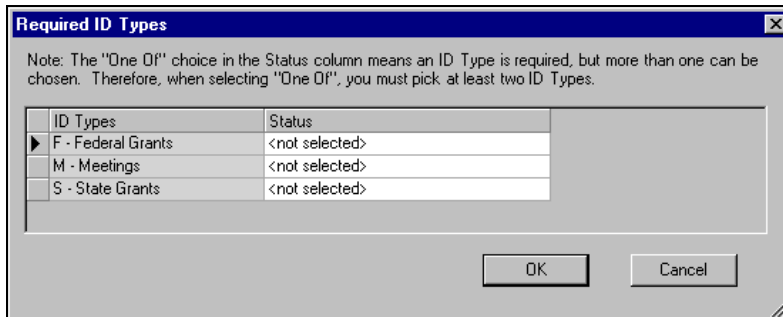 Required ID Types
Note: The "One Of" choice in the Status column means an ID Type is required, but more than one can be
chosen. Therefore, when selecting "One Of", you must pick at least two ID Types.
ID Types Status
F - Federal Grants <not selected>
M - Meetings <not selected>
S - State Grants <not selected>
OK Cancel